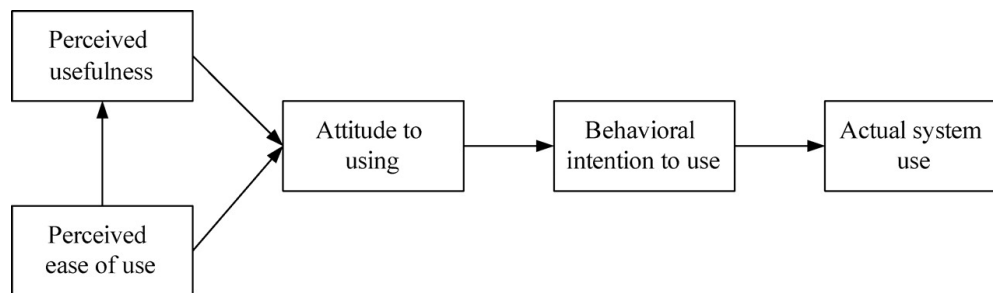 Perceived
usefulness
Attitude to
using
Behavioral
intention to use
Actual system
use
Perceived
ease of use